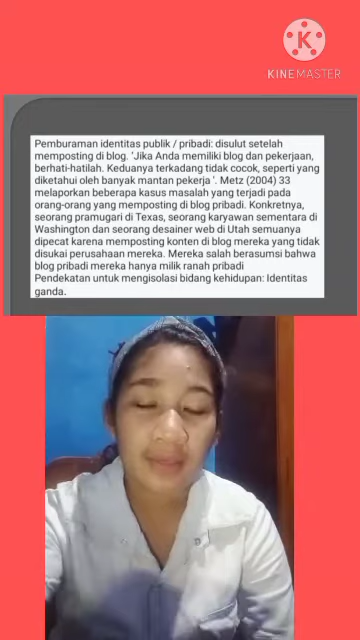 KINEMASTER
Pemburaman identitas publik / pribadi: disulut setelah
memposting di blog. 'Jika Anda memiliki blog dan pekerjaan,
berhati-hatilah. Keduanya terkadang tidak cocok, seperti yang
diketahui oleh banyak mantan pekerja '. Metz (2004) 33
melaporkan beberapa kasus masalah yang terjadi pada
orang-orang yang memposting di blog pribadi. Konkretnya,
seorang pramugari di Texas, seorang karyawan sementara di
Washington dan seorang desainer web di Utah semuanya
dipecat karena memposting konten di blog mereka yang tidak
disukai perusahaan mereka. Mereka salah berasumsi bahwa
blog pribadi mereka hanya milik ranah pribadi
Pendekatan untuk mengisolasi bidang kehidupan: Identitas
ganda.